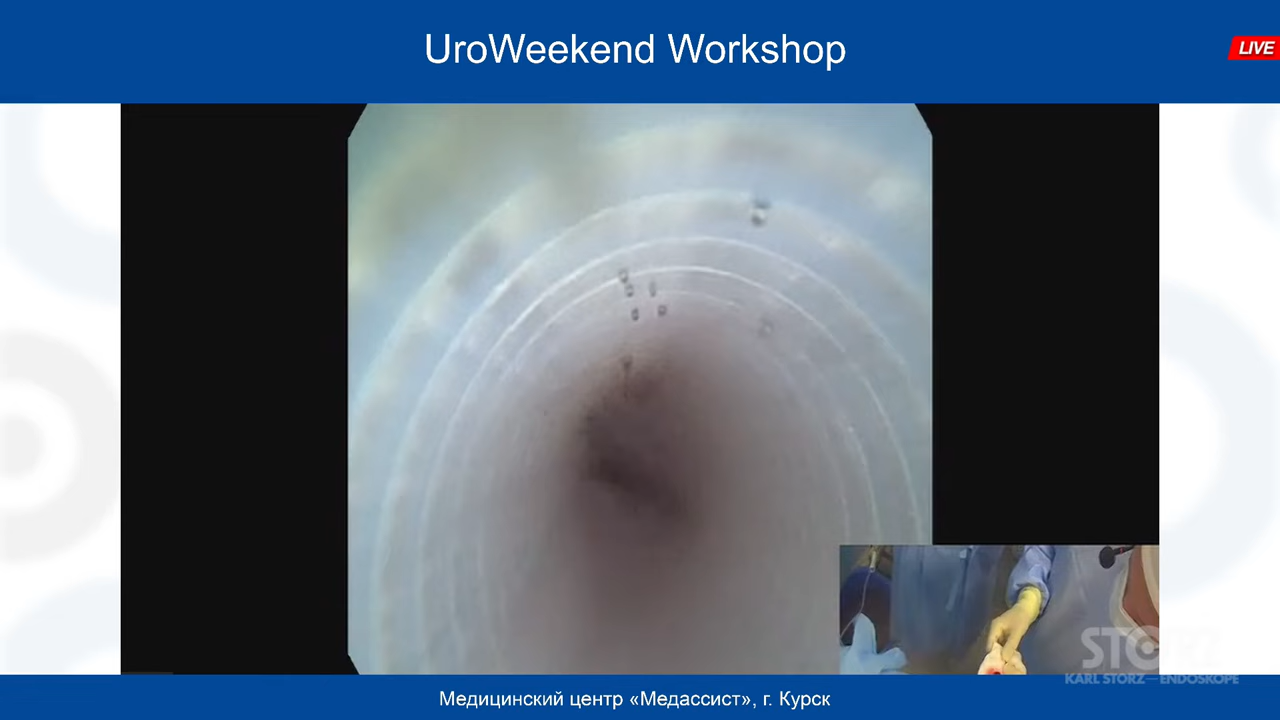 UroWeekend Workshop
LIVE
STORZ
KARL STORZ—ENDOSKOPE
Медицинский центр «Медассист», г. Курск